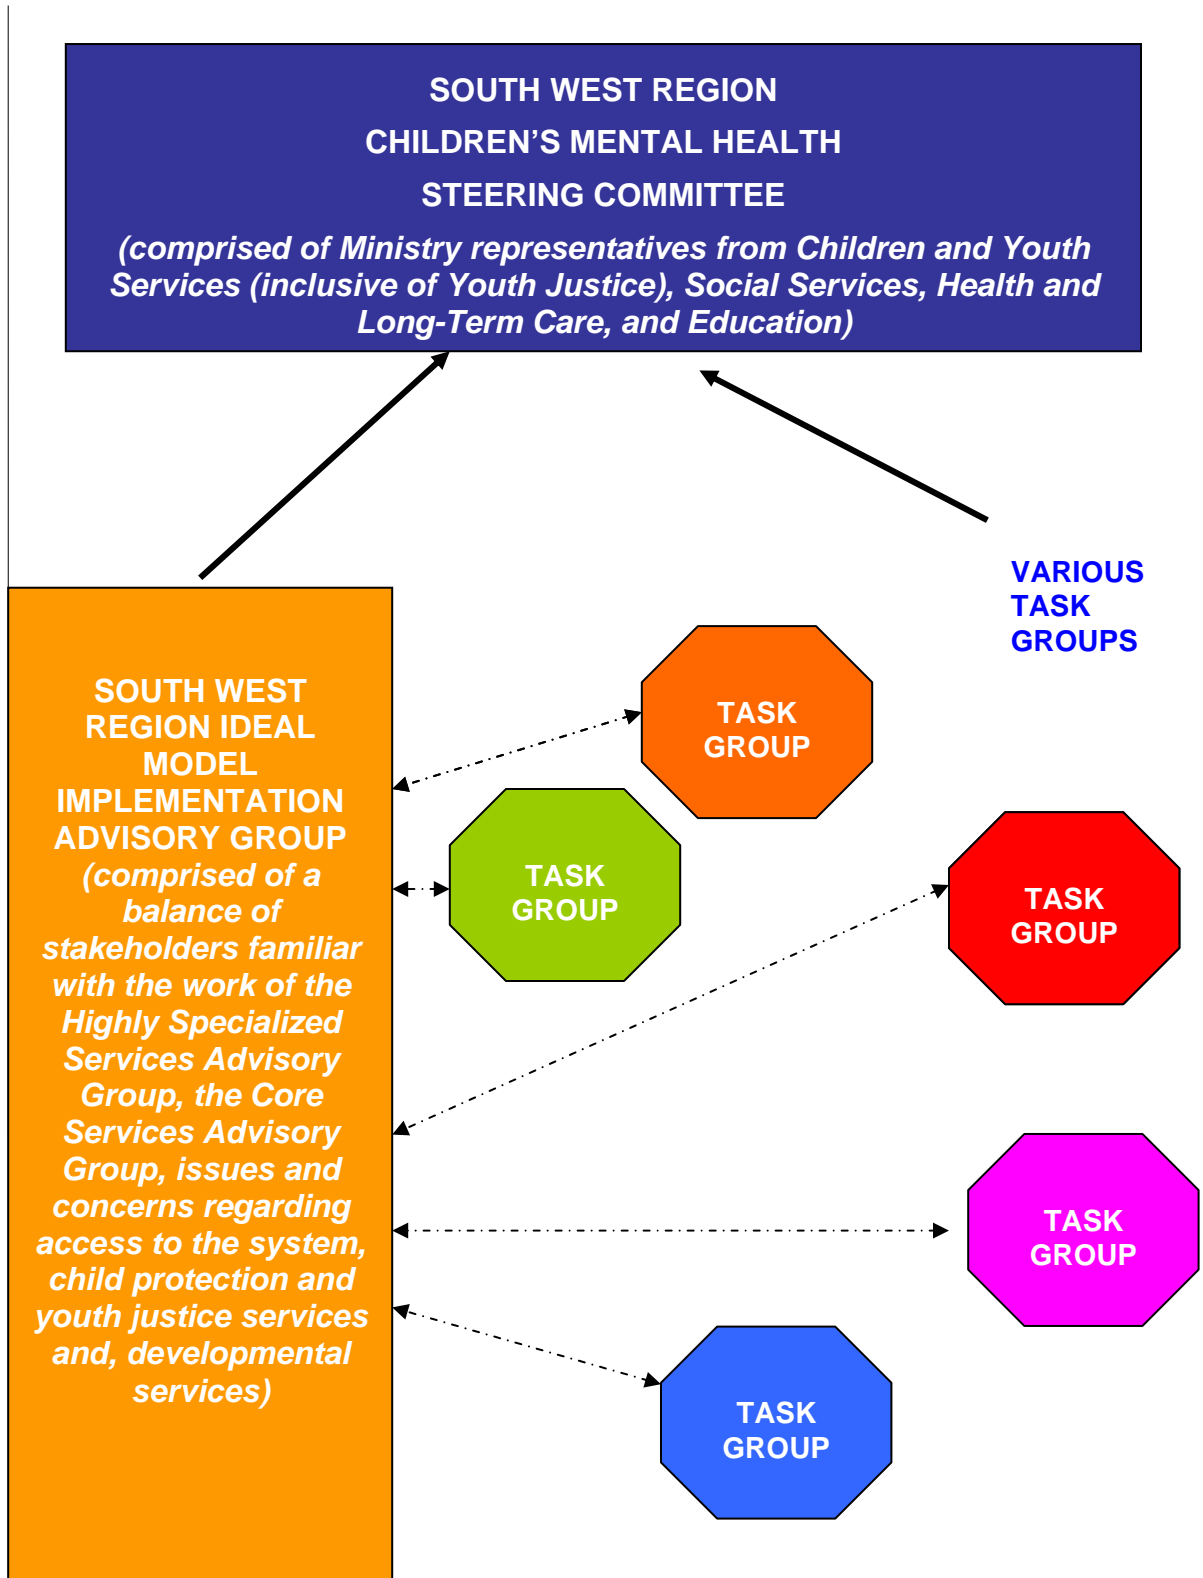 SOUTH WEST REGION
CHILDREN’S MENTAL HEALTH
STEERING COMMITTEE
(comprised of Ministry representatives from Children and Youth
Services (inclusive of Youth Justice), Social Services, Health and
Long-Term Care, and Education)
VARIOUS
TASK
GROUPS
SOUTH WEST
REGION IDEAL
MODEL
IMPLEMENTATION
ADVISORY GROUP
(comprised of a
balance of
stakeholders familiar
with the work of the
Highly Specialized
Services Advisory
Group, the Core
Services Advisory
Group, issues and
concerns regarding
access to the system,
child protection and
youth justice services
and, developmental
services)
TASK
GROUP
TASK
GROUP
TASK
GROUP
TASK
GROUP
TASK
GROUP